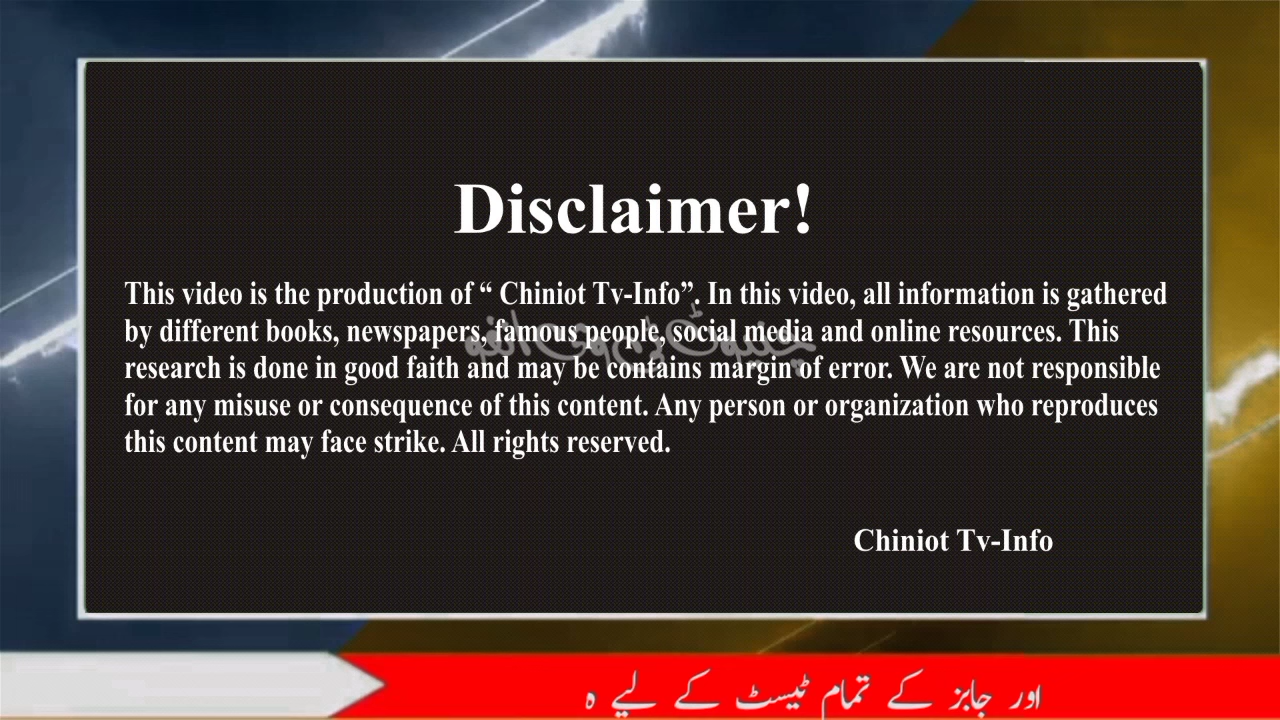 Disclaimer!
This video is the production of “ Chiniot Tv-Info”. In this video, all information is gathered
by different books, newspapers, famous people, social media and online resources. This
research is done in good faith and may be contains margin of error. We are not responsible
for any misuse or consequence of this content. Any person or organization who reproduces
this content may face strike. All rights reserved.
چنیوٹ ٹی وی انفو
Chiniot Tv-Info
اور جابز کے تمام ٹیسٹ کے لیے ہ